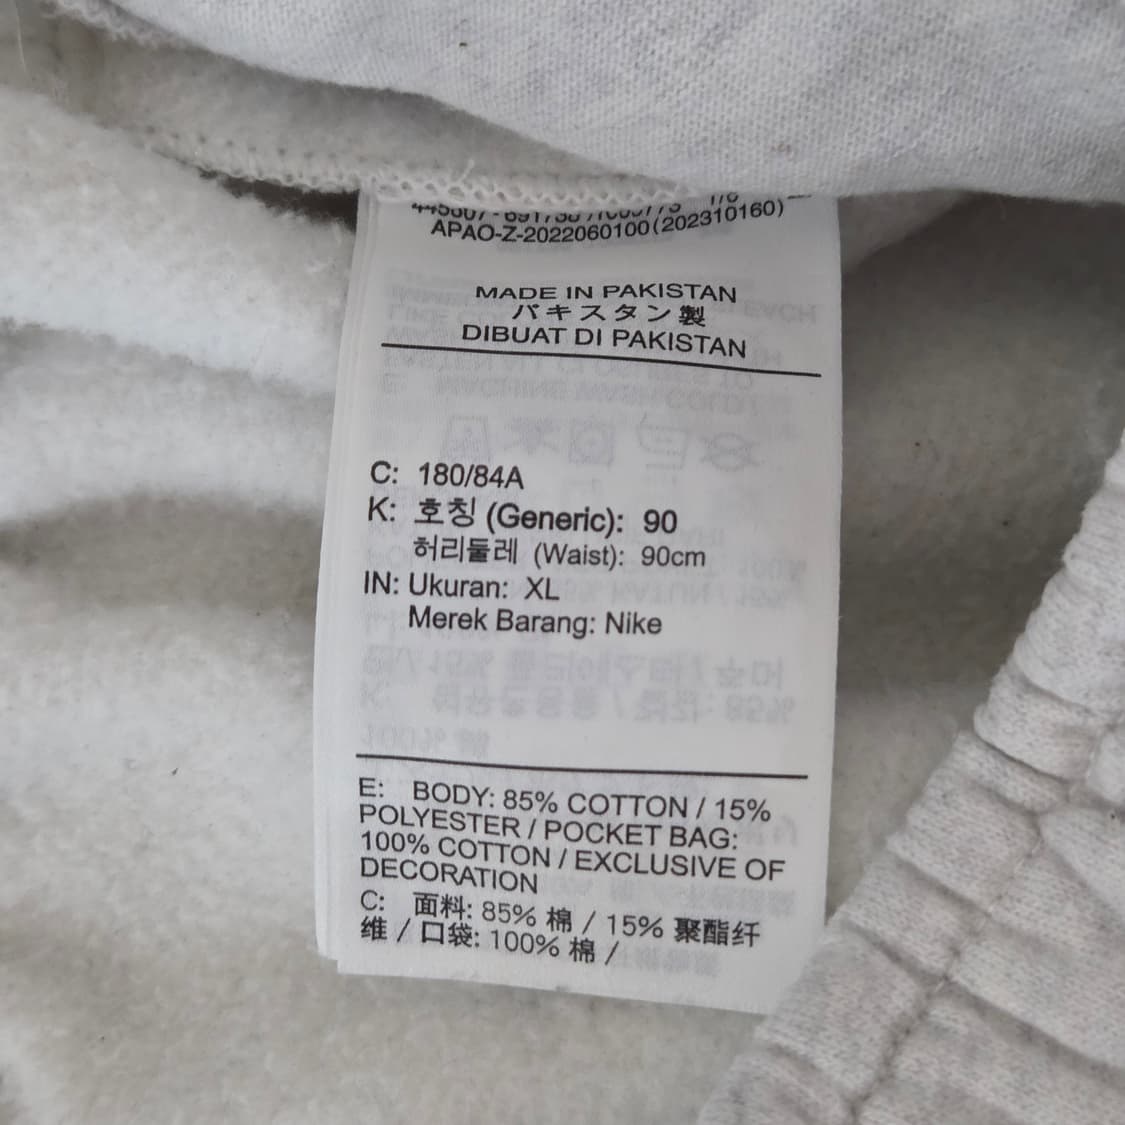 APAO-Z-2022060100(202310160)
MADE IN PAKISTAN
パキスタン製
DIBUAT DI PAKISTAN
C: 180/84A
K: 호칭 (Generic): 90
허리둘레 (Waist): 90cm
IN: Ukuran: XL
Merek Barang: Nike
E: BODY: 85% COTTON / 15%
POLYESTER / POCKET BAG:
100% COTTON / EXCLUSIVE OF
DECORATION
C: 面料: 85% 棉 / 15% 聚酯纤
维 / 口袋: 100% 棉 /